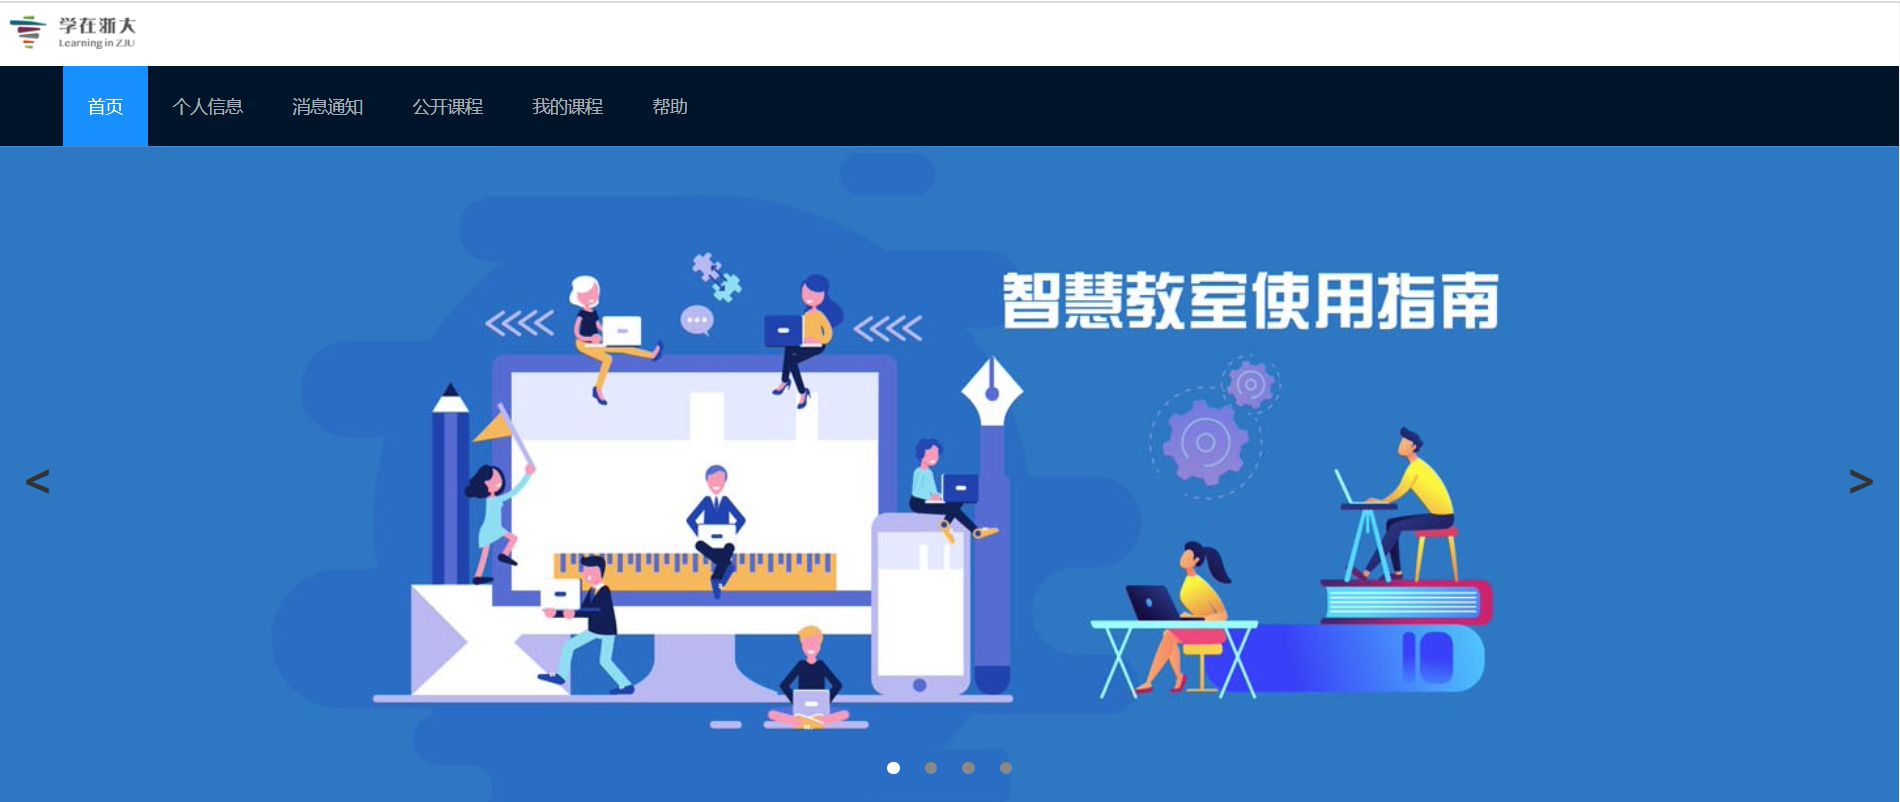 学在浙大
Learning in ZJU
首页 个人信息 消息通知 公开课程 我的课程 帮助
智慧教室使用指南
< >